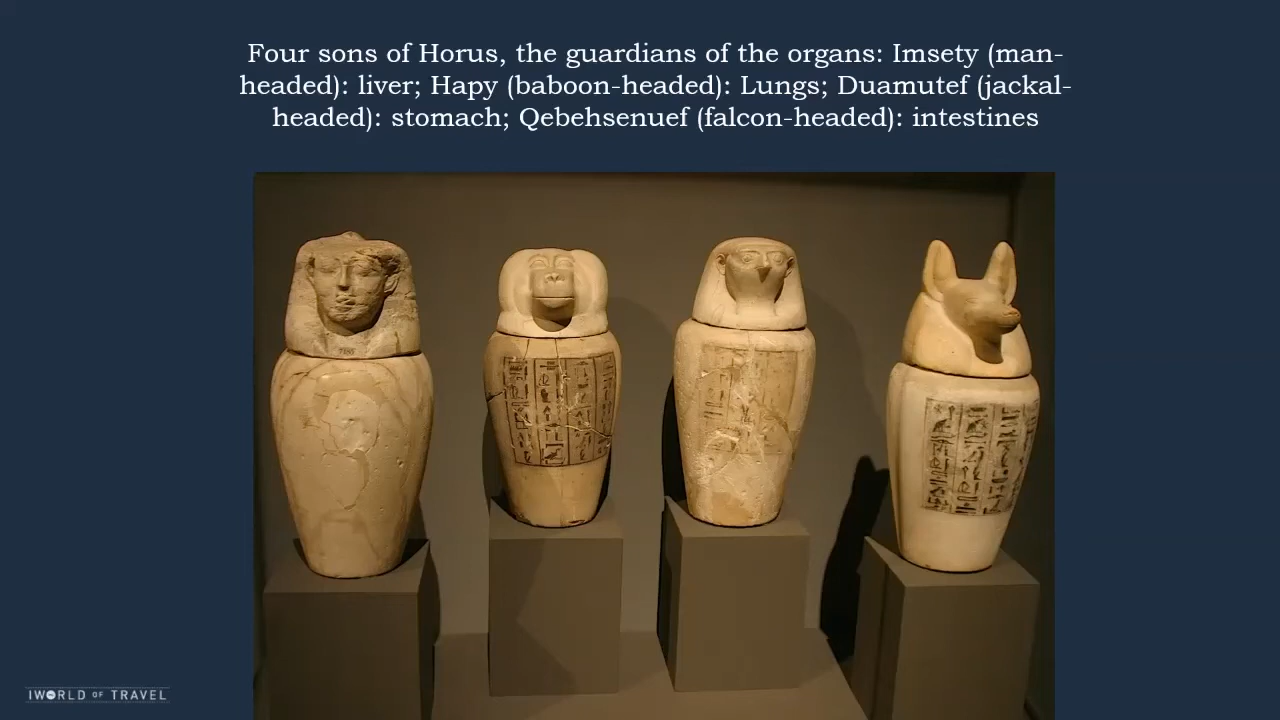 Four sons of Horus, the guardians of the organs: Imsety (man-
headed): liver; Hapy (baboon-headed): Lungs; Duamutef (jackal-
headed): stomach; Qebehsenuef (falcon-headed): intestines
IWORLD OF TRAVEL